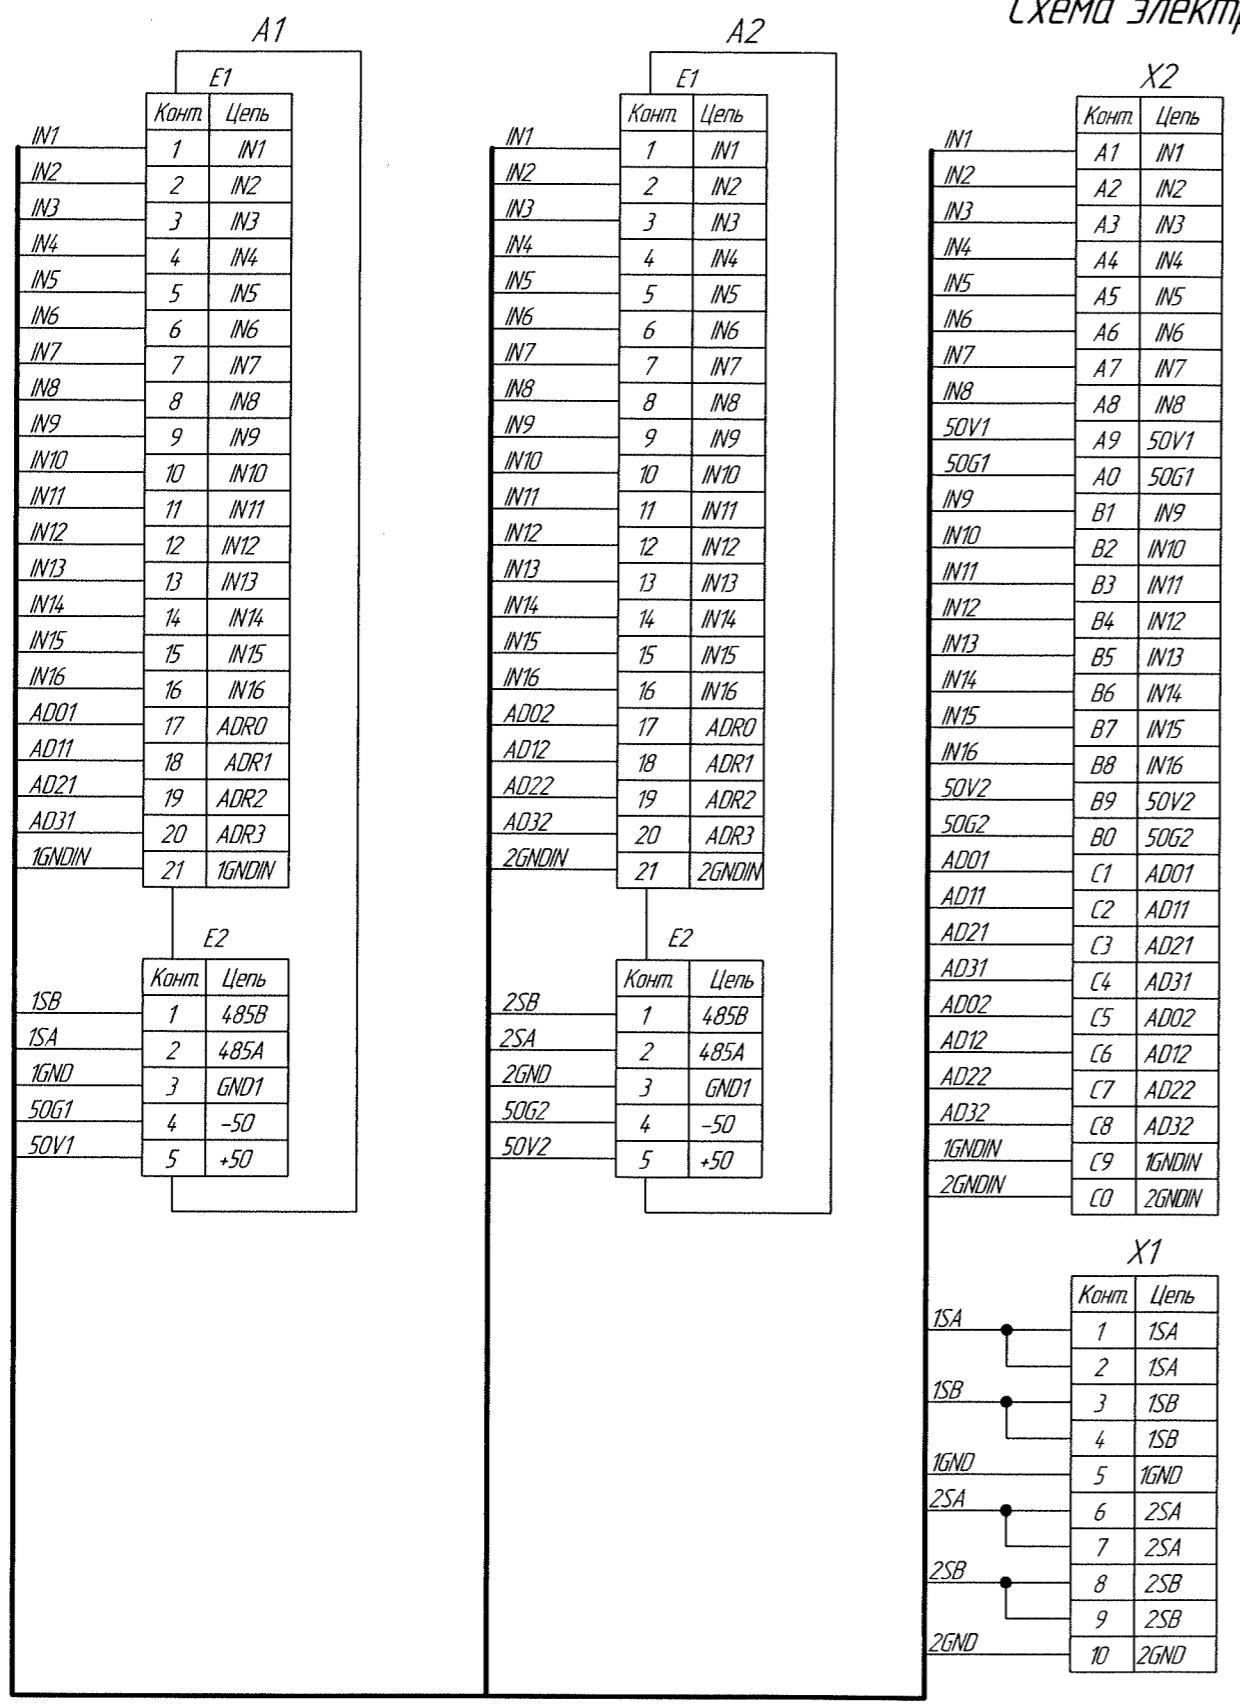 Схема электр
A1
E1
Конт. Цепь
IN1 1 IN1
IN2 2 IN2
IN3 3 IN3
IN4 4 IN4
IN5 5 IN5
IN6 6 IN6
IN7 7 IN7
IN8 8 IN8
IN9 9 IN9
IN10 10 IN10
IN11 11 IN11
IN12 12 IN12
IN13 13 IN13
IN14 14 IN14
IN15 15 IN15
IN16 16 IN16
AD01 17 ADR0
AD11 18 ADR1
AD21 19 ADR2
AD31 20 ADR3
1GNDIN 21 1GNDIN
E2
Конт. Цепь
1SB 1 485B
1SA 2 485A
1GND 3 GND1
50G1 4 -50
50V1 5 +50
A2
E1
Конт. Цепь
IN1 1 IN1
IN2 2 IN2
IN3 3 IN3
IN4 4 IN4
IN5 5 IN5
IN6 6 IN6
IN7 7 IN7
IN8 8 IN8
IN9 9 IN9
IN10 10 IN10
IN11 11 IN11
IN12 12 IN12
IN13 13 IN13
IN14 14 IN14
IN15 15 IN15
IN16 16 IN16
AD02 17 ADR0
AD12 18 ADR1
AD22 19 ADR2
AD32 20 ADR3
2GNDIN 21 2GNDIN
E2
Конт. Цепь
2SB 1 485B
2SA 2 485A
2GND 3 GND1
50G2 4 -50
50V2 5 +50
X2
Конт. Цепь
IN1 A1 IN1
IN2 A2 IN2
IN3 A3 IN3
IN4 A4 IN4
IN5 A5 IN5
IN6 A6 IN6
IN7 A7 IN7
IN8 A8 IN8
50V1 A9 50V1
50G1 A0 50G1
IN9 B1 IN9
IN10 B2 IN10
IN11 B3 IN11
IN12 B4 IN12
IN13 B5 IN13
IN14 B6 IN14
IN15 B7 IN15
IN16 B8 IN16
50V2 B9 50V2
50G2 B0 50G2
AD01 C1 AD01
AD11 C2 AD11
AD21 C3 AD21
AD31 C4 AD31
AD02 C5 AD02
AD12 C6 AD12
AD22 C7 AD22
AD32 C8 AD32
1GNDIN C9 1GNDIN
2GNDIN C0 2GNDIN
X1
Конт. Цепь
1SA 1 1SA
2 1SA
1SB 3 1SB
4 1SB
1GND 5 1GND
2SA 6 2SA
7 2SA
2SB 8 2SB
9 2SB
2GND 10 2GND